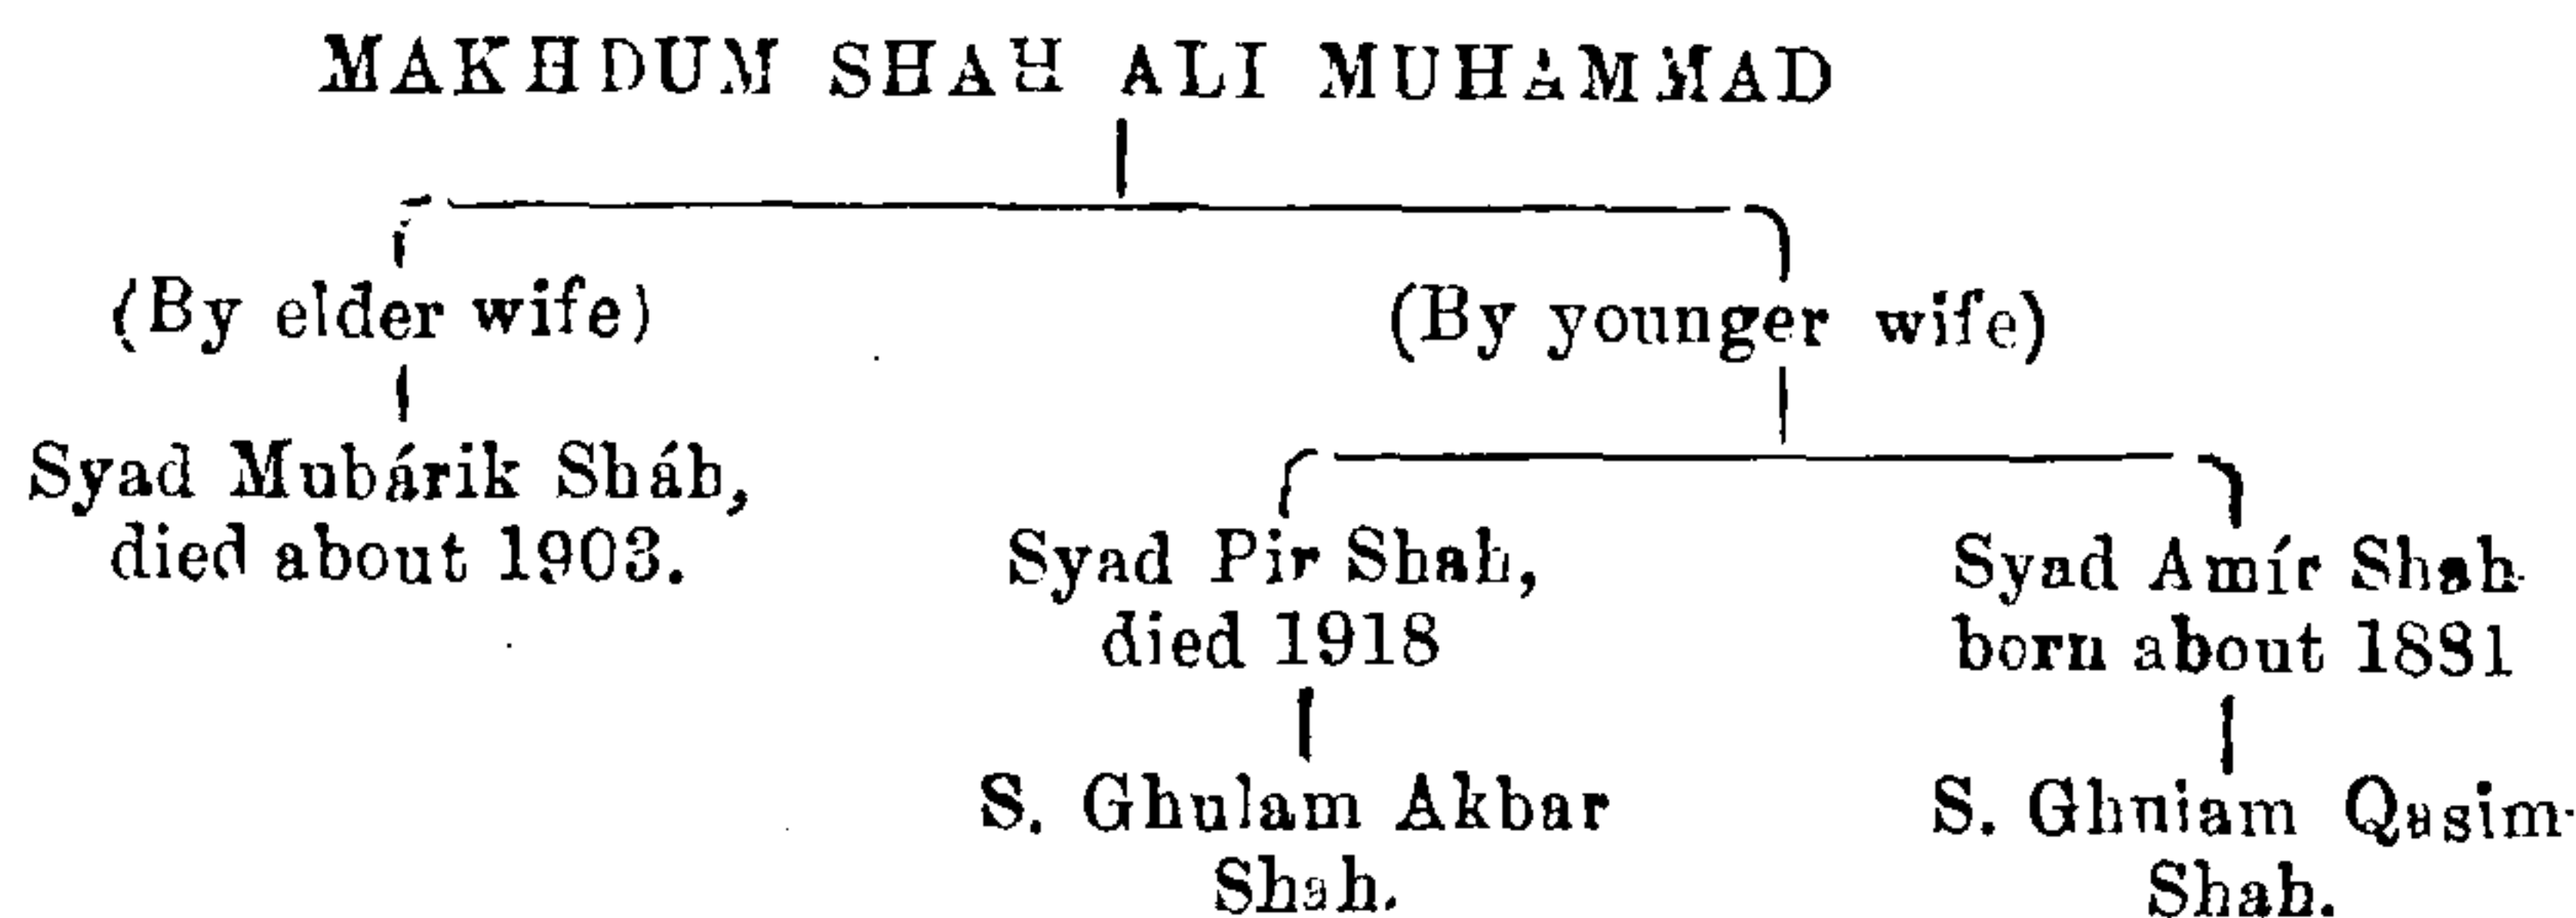 MAKHDUM SHAH ALI MUHAMMAD
(By elder wife)
(By younger wife)
Syad Mubárik Sháh,
died about 1903.
Syad Pir Shah,
died 1918
Syad Amír Shah
born about 1881
S. Ghulam Akbar
Shah.
S. Ghulam Qasim
Shah.